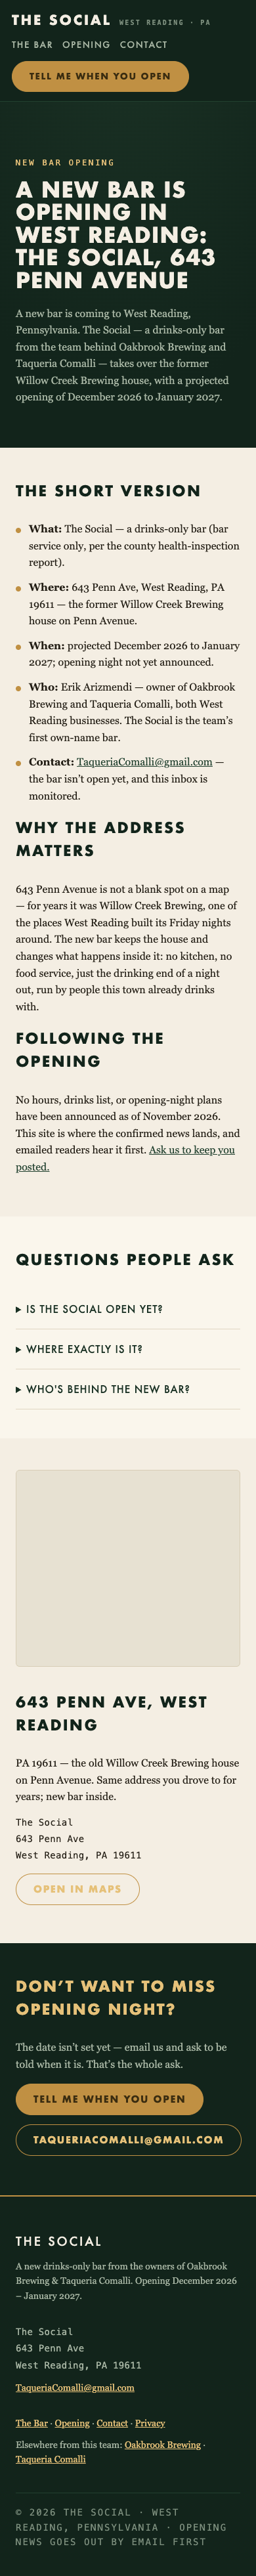 THE SOCIAL WEST READING · PA
THE BAR OPENING CONTACT
TELL ME WHEN YOU OPEN
NEW BAR OPENING
A NEW BAR IS
OPENING IN
WEST READING:
THE SOCIAL, 643
PENN AVENUE
A new bar is coming to West Reading,
Pennsylvania. The Social — a drinks-only bar
from the team behind Oakbrook Brewing and
Taqueria Comalli — takes over the former
Willow Creek Brewing house, with a projected
opening of December 2026 to January 2027.
THE SHORT VERSION
What: The Social — a drinks-only bar (bar
service only, per the county health-inspection
report).
Where: 643 Penn Ave, West Reading, PA
19611 — the former Willow Creek Brewing
house on Penn Avenue.
When: projected December 2026 to January
2027; opening night not yet announced.
Who: Erik Arizmendi — owner of Oakbrook
Brewing and Taqueria Comalli, both West
Reading businesses. The Social is the team's
first own-name bar.
Contact: TaqueriaComalli@gmail.com —
the bar isn't open yet, and this inbox is
monitored.
WHY THE ADDRESS
MATTERS
643 Penn Avenue is not a blank spot on a map
— for years it was Willow Creek Brewing, one of
the places West Reading built its Friday nights
around. The new bar keeps the house and
changes what happens inside it: no kitchen, no
food service, just the drinking end of a night
out, run by people this town already drinks
with.
FOLLOWING THE
OPENING
No hours, drinks list, or opening-night plans
have been announced as of November 2026.
This site is where the confirmed news lands, and
emailed readers hear it first. Ask us to keep you
posted.
QUESTIONS PEOPLE ASK
IS THE SOCIAL OPEN YET?
WHERE EXACTLY IS IT?
WHO'S BEHIND THE NEW BAR?
643 PENN AVE, WEST
READING
PA 19611 — the old Willow Creek Brewing house
on Penn Avenue. Same address you drove to for
years; new bar inside.
The Social
643 Penn Ave
West Reading, PA 19611
OPEN IN MAPS
DON'T WANT TO MISS
OPENING NIGHT?
The date isn't set yet — email us and ask to be
told when it is. That's the whole ask.
TELL ME WHEN YOU OPEN
TAQUERIACOMALLI@GMAIL.COM
THE SOCIAL
A new drinks-only bar from the owners of Oakbrook
Brewing & Taqueria Comalli. Opening December 2026
– January 2027.
The Social
643 Penn Ave
West Reading, PA 19611
TaqueriaComalli@gmail.com
The Bar · Opening · Contact · Privacy
Elsewhere from this team: Oakbrook Brewing ·
Taqueria Comalli
© 2026 THE SOCIAL · WEST
READING, PENNSYLVANIA · OPENING
NEWS GOES OUT BY EMAIL FIRST